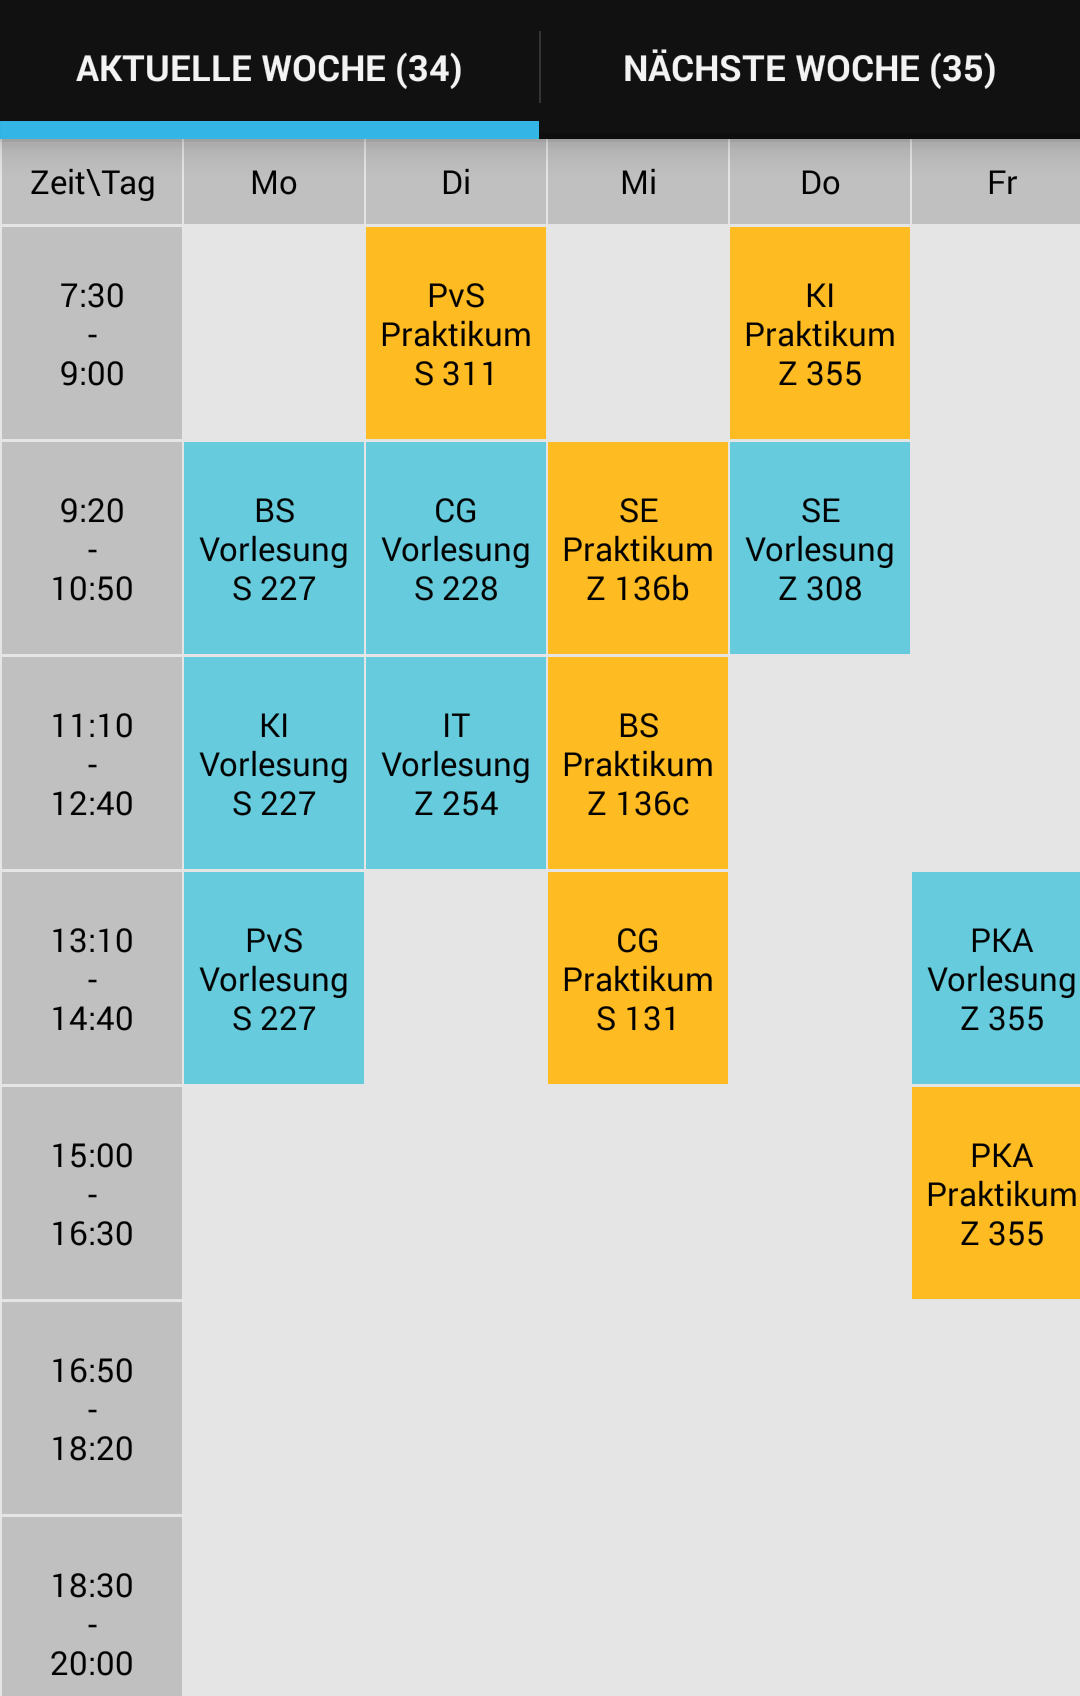 AKTUELLE WOCHE (34)
NÄCHSTE WOCHE (35)
Zeit\Tag
Mo
Di
Mi
Do
Fr
7:30
-
9:00
PvS
Praktikum
S 311
KI
Praktikum
Z 355
9:20
-
10:50
BS
Vorlesung
S 227
CG
Vorlesung
S 228
SE
Praktikum
Z 136b
SE
Vorlesung
Z 308
11:10
-
12:40
KI
Vorlesung
S 227
IT
Vorlesung
Z 254
BS
Praktikum
Z 136c
13:10
-
14:40
PvS
Vorlesung
S 227
CG
Praktikum
S 131
PKA
Vorlesung
Z 355
15:00
-
16:30
PKA
Praktikum
Z 355
16:50
-
18:20
18:30
-
20:00